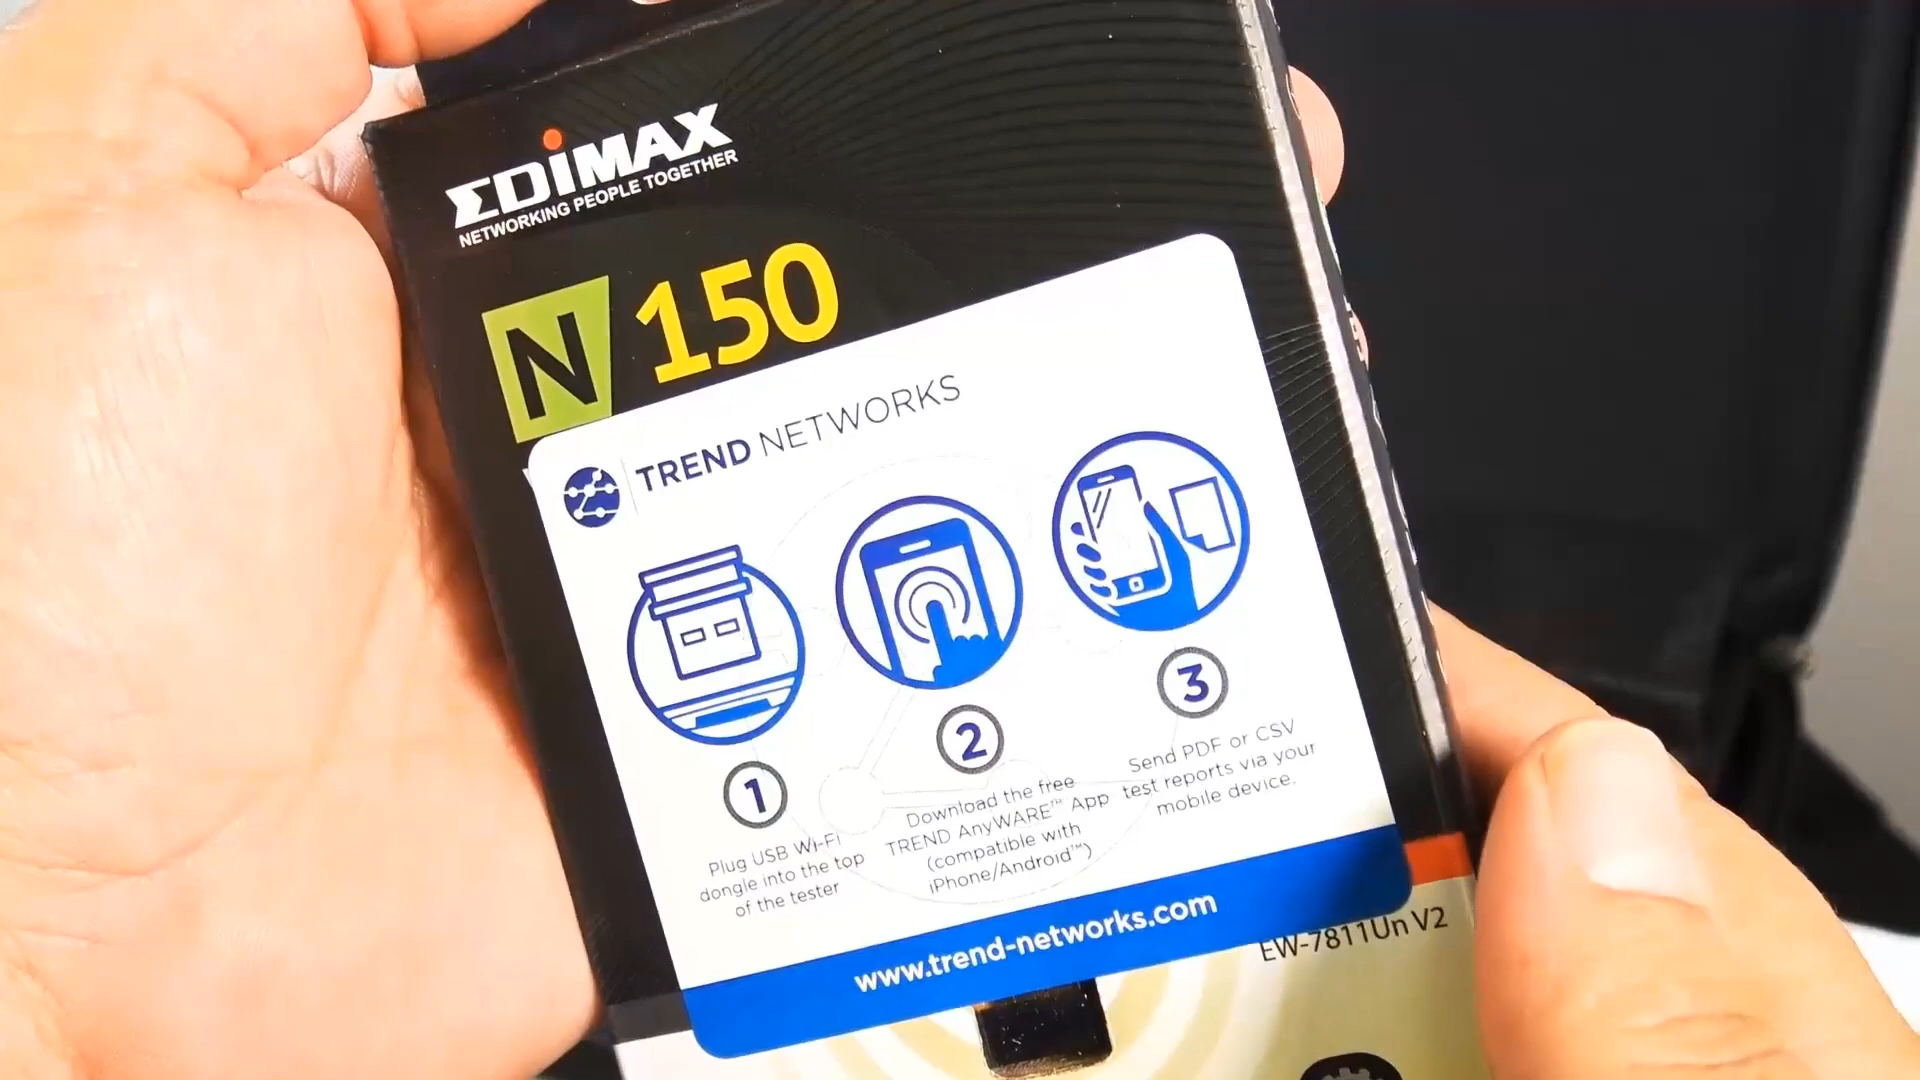 EDIMAX
NETWORKING PEOPLE TOGETHER
N 150
TREND NETWORKS
1
Plug USB Wi-Fi
dongle into the top
of the tester
2
Download the free
TREND AnyWARE™ App
(compatible with
iPhone/Android™)
3
Send PDF or CSV
test reports via your
mobile device.
www.trend-networks.com
EW-7811Un V2